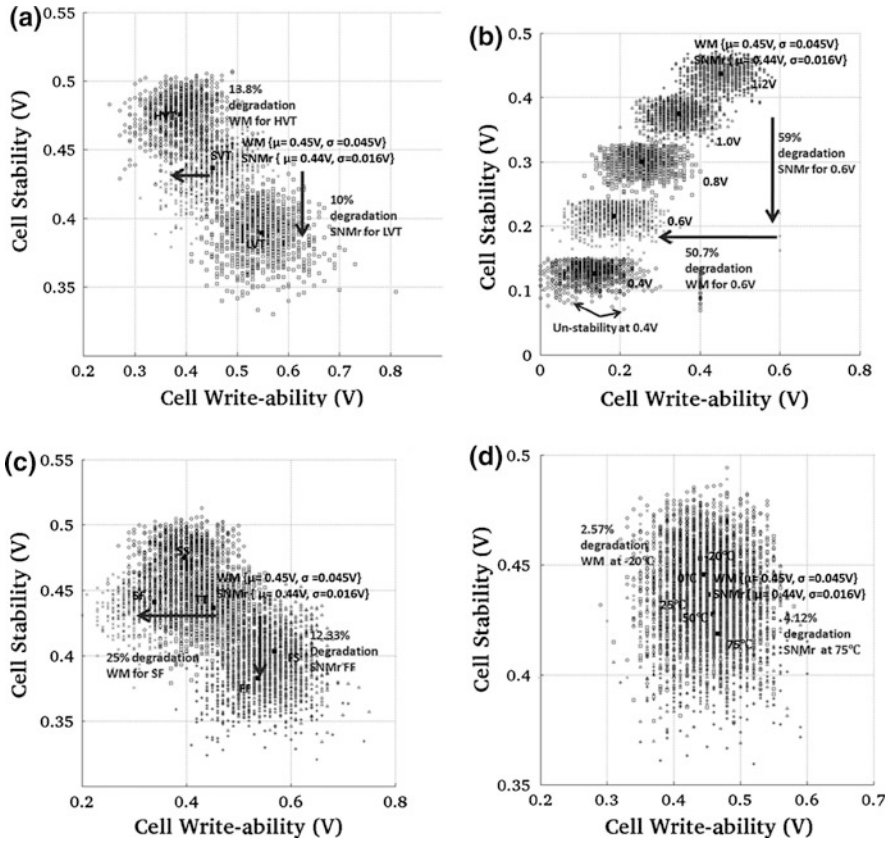 (a)
0.55
0.5
0.45
0.4
0.35
0.2 0.3 0.4 0.5 0.6 0.7 0.8
Cell Stability (V)
Cell Write-ability (V)
HVT
SVT
LVT
13.8%
degradation
WM for HVT
WM {μ= 0.45V, σ =0.045V}
SNMr { μ= 0.44V, σ=0.016V}
10%
degradation
SNMr for LVT
(b)
0.5
0.4
0.3
0.2
0.1
0
0 0.2 0.4 0.6 0.8
Cell Stability (V)
Cell Write-ability (V)
WM {μ= 0.45V, σ =0.045V}
SNMr { μ= 0.44V, σ=0.016V}
1.2V
1.0V
0.8V
0.6V
0.4V
59%
degradation
SNMr for 0.6V
50.7%
degradation
WM for 0.6V
Un-stability at 0.4V
(c)
0.55
0.5
0.45
0.4
0.35
0.2 0.4 0.6 0.8
Cell Stability (V)
Cell Write-ability (V)
SS
SF
TT
FS
FF
WM {μ= 0.45V, σ =0.045V}
SNMr { μ= 0.44V, σ=0.016V}
25% degradation
WM for SF
12.33%
Degradation
SNMr FF
(d)
0.5
0.45
0.4
0.35
0.2 0.3 0.4 0.5 0.6 0.7
Cell Stability (V)
Cell Write-ability (V)
2.57%
degradation
WM at -20°C
-20°C
0°C
25°C
50°C
75°C
WM {μ= 0.45V, σ =0.045V}
SNMr { μ= 0.44V, σ=0.016V}
4.12%
degradation
SNMr at 75°C